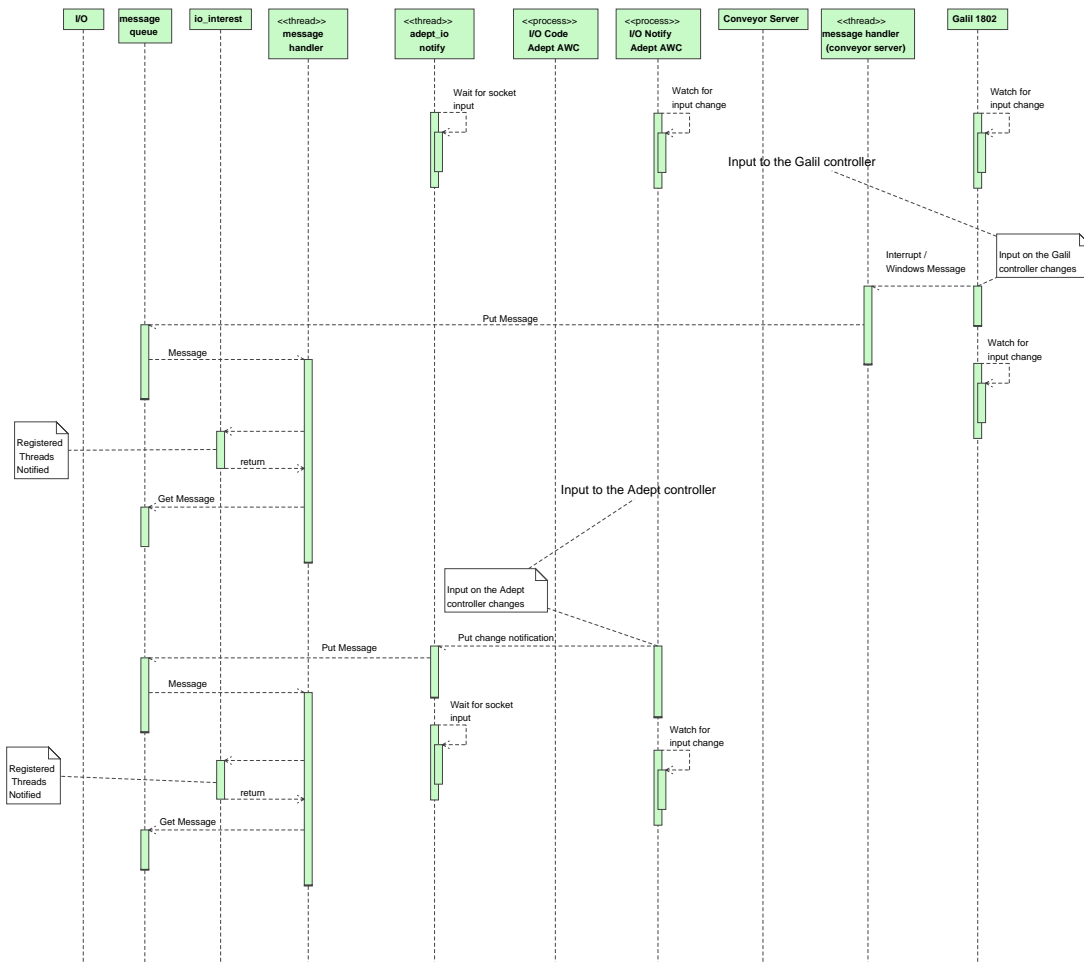 I/O
message
queue
io_interest
<<thread>>
message
handler
<<thread>>
adept_io
notify
<<process>>
I/O Code
Adept AWC
<<process>>
I/O Notify
Adept AWC
Conveyor Server
<<thread>>
message handler
(conveyor server)
Galil 1802
Wait for socket
input
Watch for
input change
Watch for
input change
Input to the Galil controller
Input on the Galil
controller changes
Interrupt /
Windows Message
Put Message
Message
Watch for
input change
Registered
Threads
Notified
return
Get Message
Input to the Adept controller
Input on the Adept
controller changes
Put change notification
Put Message
Message
Wait for socket
input
Watch for
input change
Registered
Threads
Notified
return
Get Message